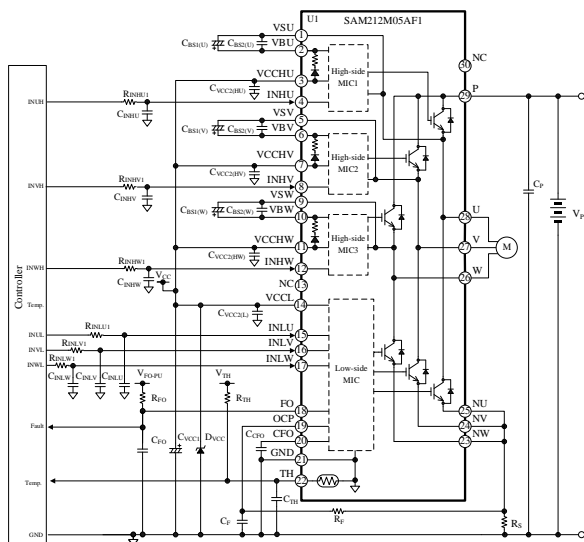 U1
SAM212M05AF1
VSU
VBU
VCCHU
INHU
VSV
VBV
VCCHV
INHV
VSW
VBW
VCCHW
INHW
NC
VCCL
INLU
INLV
INLW
FO
OCP
CFO
GND
TH
1
2
3
4
5
6
7
8
9
10
11
12
13
14
15
16
17
18
19
20
21
22
High-side
MIC1
High-side
MIC2
High-side
MIC3
Low-side
MIC
NC
P
U
V
W
NU
NV
NW
30
29
28
27
26
25
24
23
M
CP
VP
RS
RF
CF
CTH
CBS1(U)
CBS2(U)
CVCC2(HU)
RINHU1
CINHU
CBS1(V)
CBS2(V)
CVCC2(HV)
RINHV1
CINHV
CBS1(W)
CBS2(W)
CVCC2(HW)
RINHW1
CINHW
VCC
CVCC2(L)
RINLU1
RINLV1
RINLW1
CINLW
CINLV
CINLU
VFO-PU
RFO
VTH
RTH
CFO
CVCC1
DVCC
CCFO
Controller
INUH
INVH
INWH
Temp.
INUL
INVL
INWL
Fault
Temp.
GND